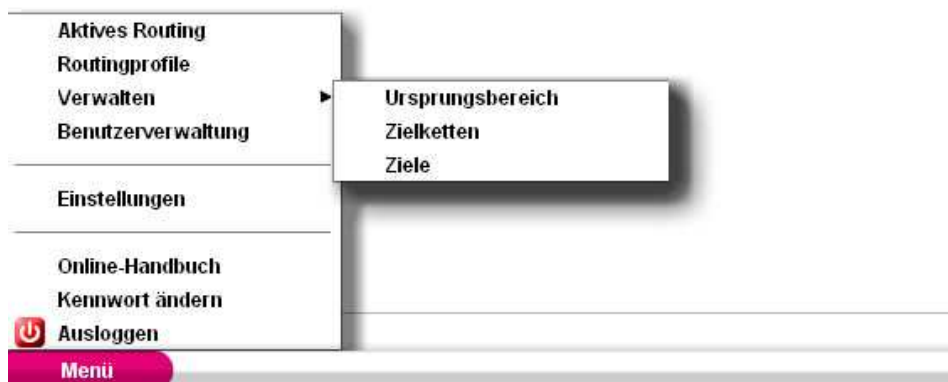 Aktives Routing
Routingprofile
Verwalten
Ursprungsbereich
Benutzerverwaltung
Zielketten
Ziele
Einstellungen
Online-Handbuch
Kennwort ändern
Ausloggen
Menü